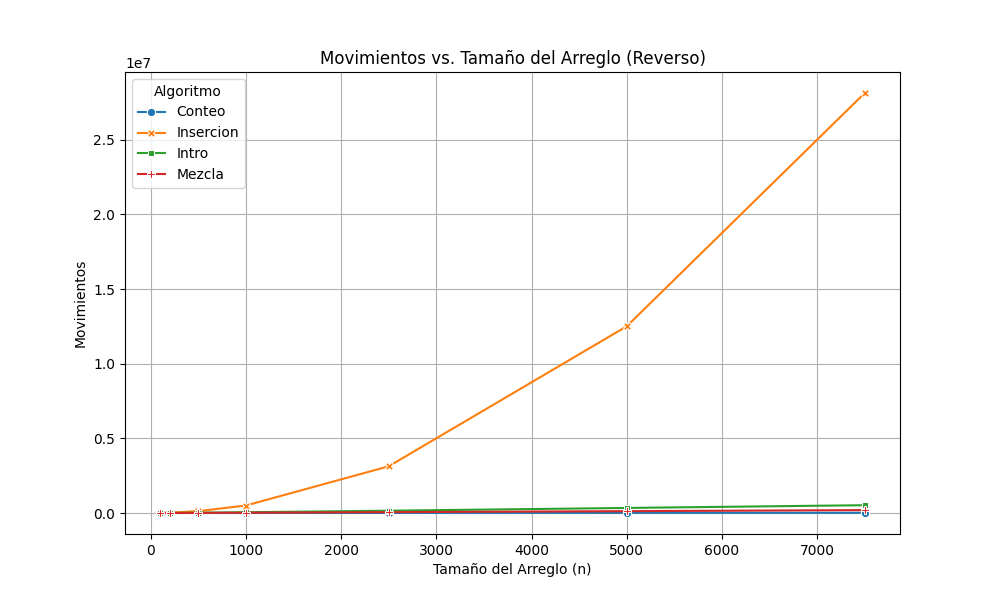 Movimientos vs. Tamaño del Arreglo (Reverso)
1e7
Algoritmo
Conteo
Insercion
Intro
Mezcla
2.5
2.0
1.5
1.0
0.5
0.0
Movimientos
0 1000 2000 3000 4000 5000 6000 7000
Tamaño del Arreglo (n)